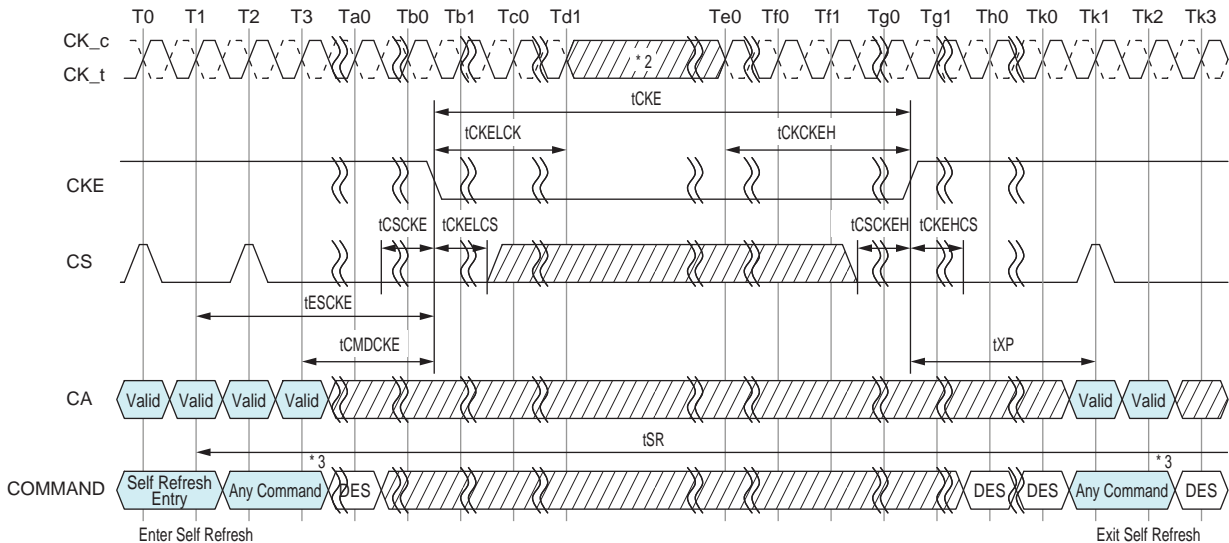 T0 T1 T2 T3 Ta0 Tb0 Tb1 Tc0 Td1 Te0 Tf0 Tf1 Tg0 Tg1 Th0 Tk0 Tk1 Tk2 Tk3
CK_c
CK_t
* 2
tCKE
tCKELCK tCKCKEH
CKE
tCSCKE tCKELCS tCSCKEH tCKEHCS
CS
tESCKE
tCMDCKE tXP
CA Valid Valid Valid Valid Valid Valid
tSR
* 3 * 3
COMMAND Self Refresh Entry Any Command DES DES DES Any Command DES
Enter Self Refresh Exit Self Refresh